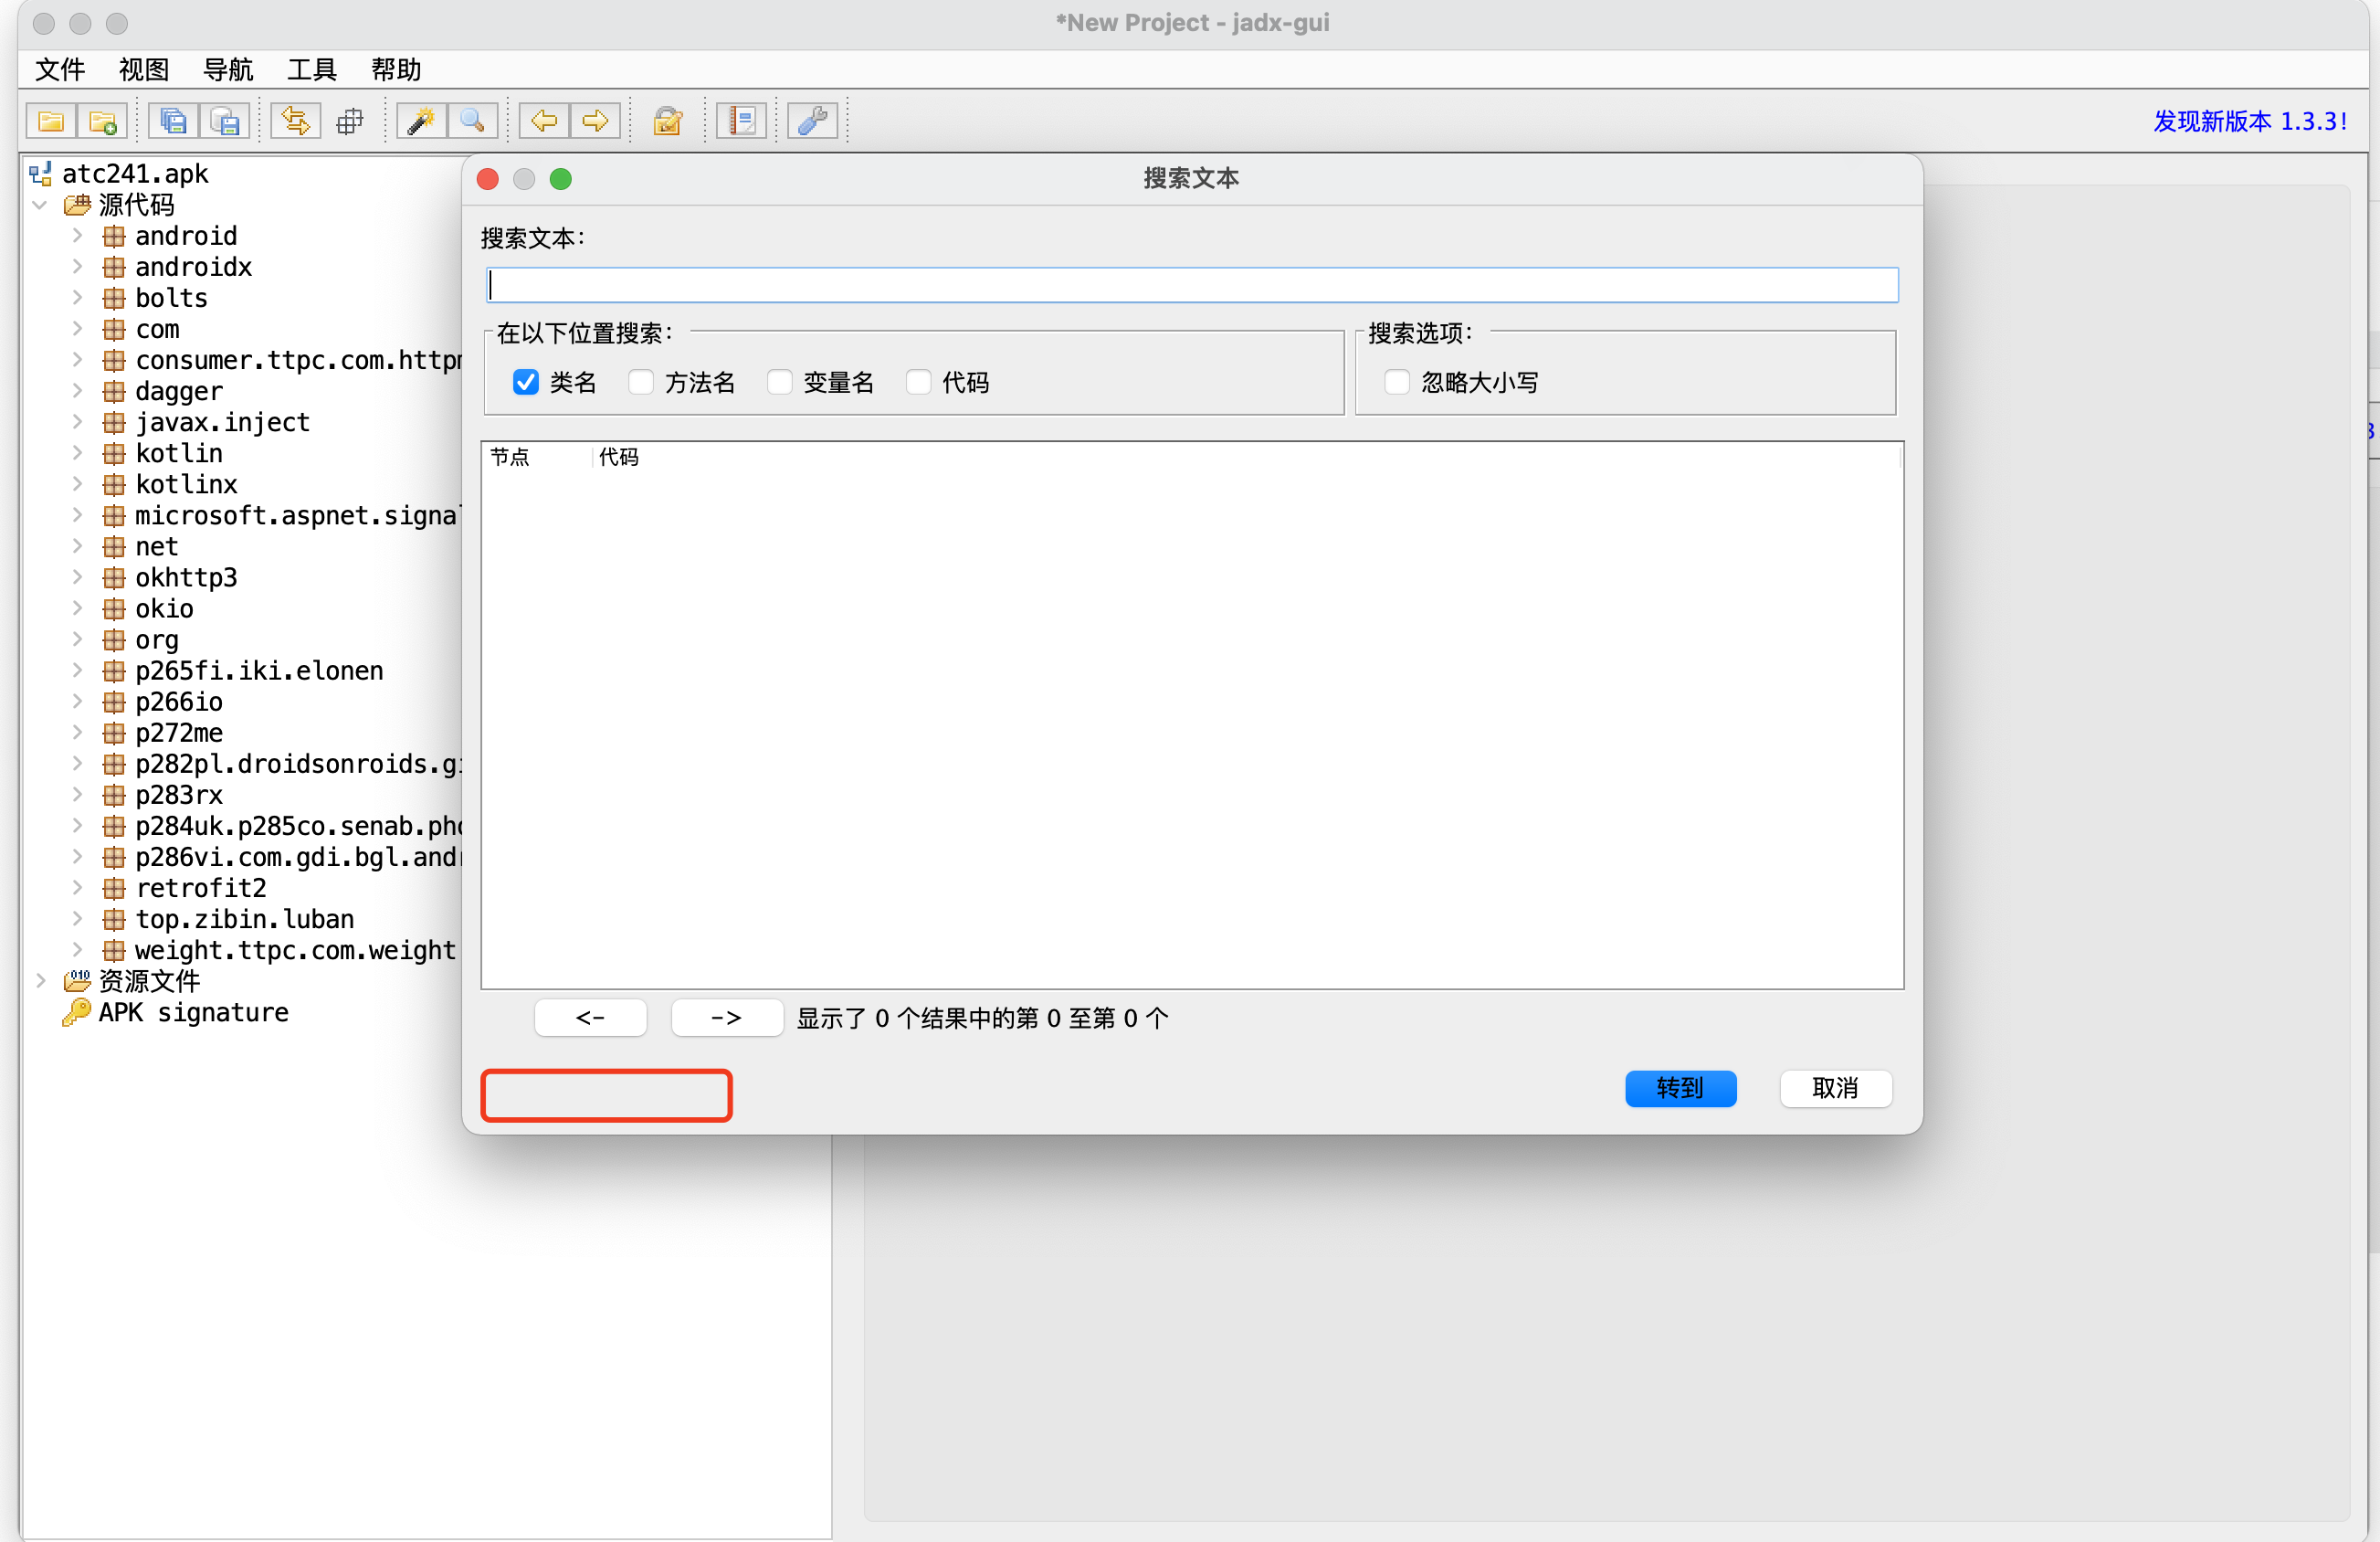 *New Project - jadx-gui
文件 视图 导航 工具 帮助
发现新版本 1.3.3!
atc241.apk
源代码
android
androidx
bolts
com
consumer.ttpc.com.http
dagger
javax.inject
kotlin
kotlinx
microsoft.aspnet.signal
net
okhttp3
okio
org
p265fi.iki.elonen
p266io
p272me
p282pl.droidsonroids.gi
p283rx
p284uk.p285co.senab.pho
p286vi.com.gdi.bgl.andr
retrofit2
top.zibin.luban
weight.ttpc.com.weight
资源文件
APK signature
搜索文本
搜索文本:
在以下位置搜索:
类名 方法名 变量名 代码
搜索选项:
忽略大小写
节点 代码
<- -> 显示了 0 个结果中的第 0 至第 0 个
转到 取消